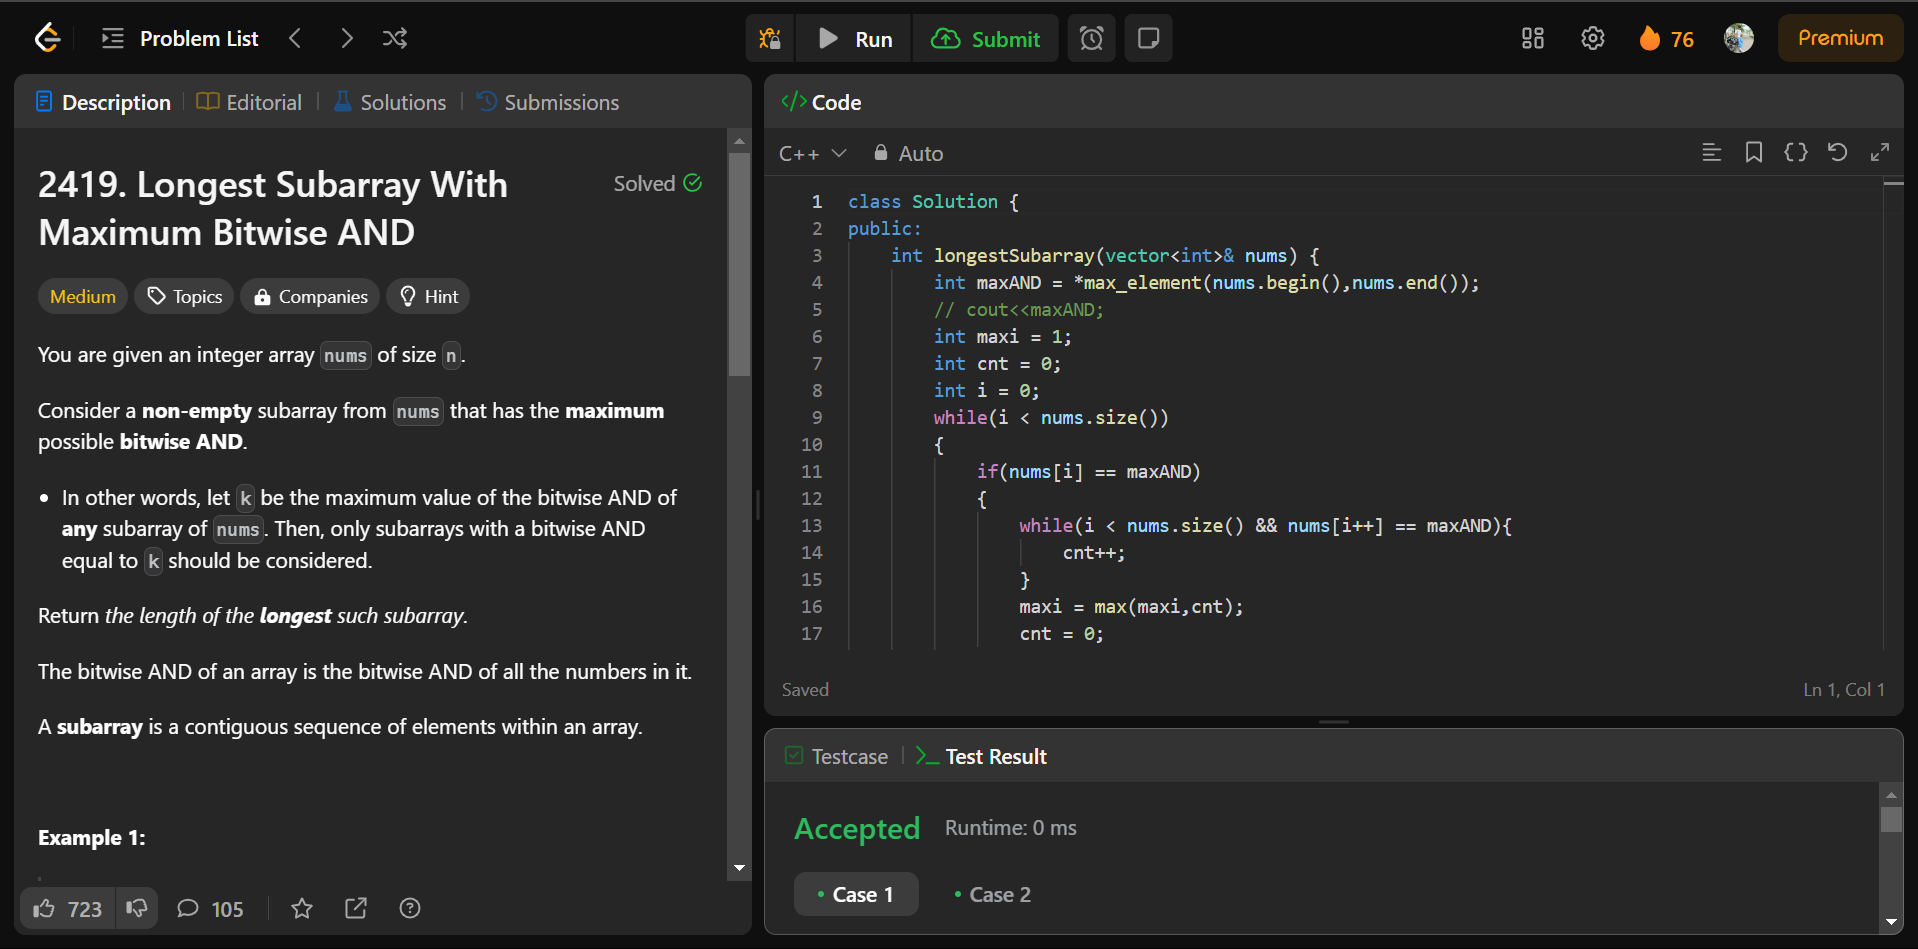 Problem List
Run
Submit
76
Premium
Description
Editorial
Solutions
Submissions
2419. Longest Subarray With
Maximum Bitwise AND
Solved
Medium
Topics
Companies
Hint
You are given an integer array nums of size n.
Consider a non-empty subarray from nums that has the maximum
possible bitwise AND.
• In other words, let k be the maximum value of the bitwise AND of
any subarray of nums. Then, only subarrays with a bitwise AND
equal to k should be considered.
Return the length of the longest such subarray.
The bitwise AND of an array is the bitwise AND of all the numbers in it.
A subarray is a contiguous sequence of elements within an array.
Example 1:
723
105
</> Code
C++
Auto
1 class Solution {
2 public:
3 int longestSubarray(vector<int>& nums) {
4 int maxAND = *max_element(nums.begin(),nums.end());
5 // cout<<maxAND;
6 int maxi = 1;
7 int cnt = 0;
8 int i = 0;
9 while(i < nums.size())
10 {
11 if(nums[i] == maxAND)
12 {
13 while(i < nums.size() && nums[i++] == maxAND){
14 cnt++;
15 }
16 maxi = max(maxi,cnt);
17 cnt = 0;
Saved
Ln 1, Col 1
Testcase
Test Result
Accepted
Runtime: 0 ms
• Case 1
• Case 2